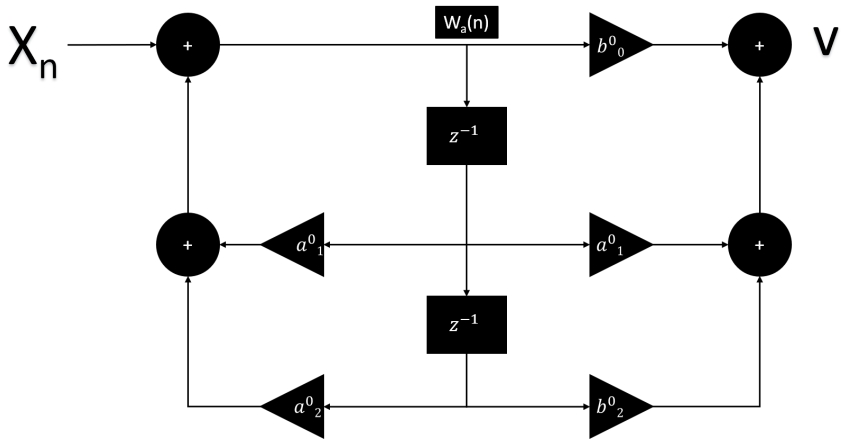 Wₐ(n)
Xₙ + b⁰₀ + v
z⁻¹
+ a⁰₁ a⁰₁ +
z⁻¹
a⁰₂ b⁰₂